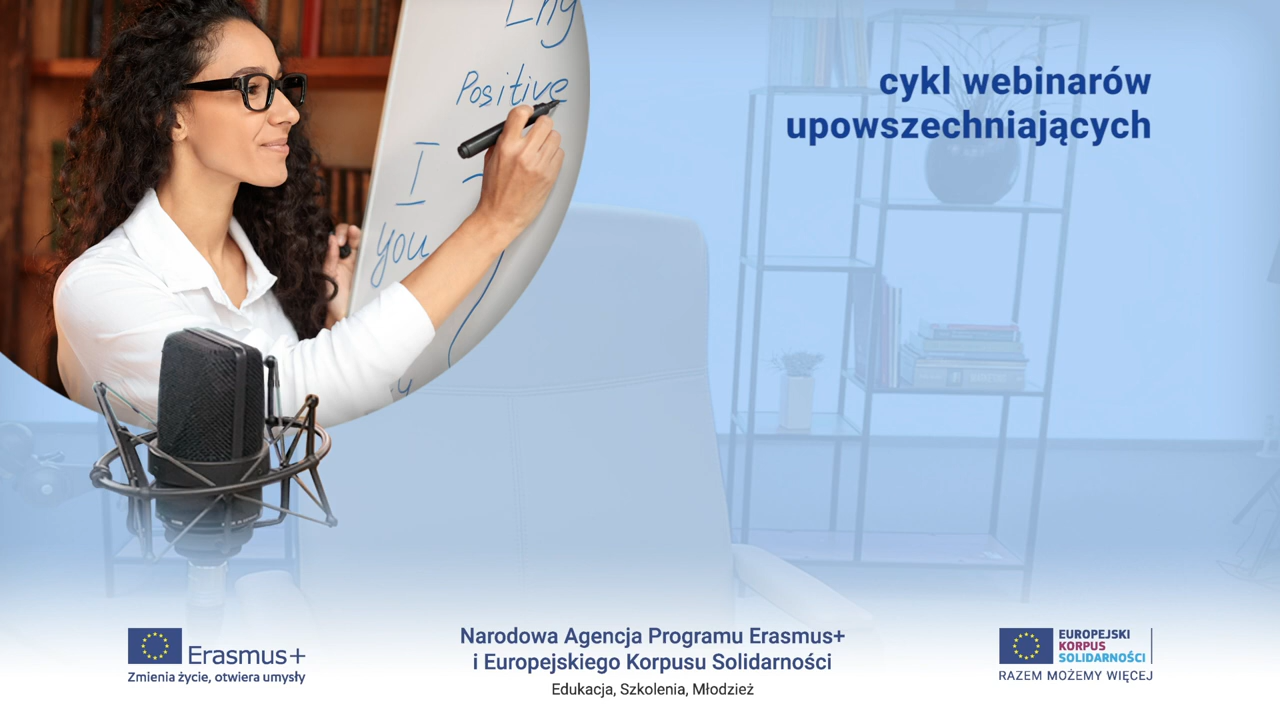 Eng
Positive
I
you
cykl webinarów
upowszechniających
Erasmus+
Zmienia życie, otwiera umysły
Narodowa Agencja Programu Erasmus+
i Europejskiego Korpusu Solidarności
Edukacja, Szkolenia, Młodzież
EUROPEJSKI
KORPUS
SOLIDARNOŚCI
RAZEM MOŻEMY WIĘCEJ